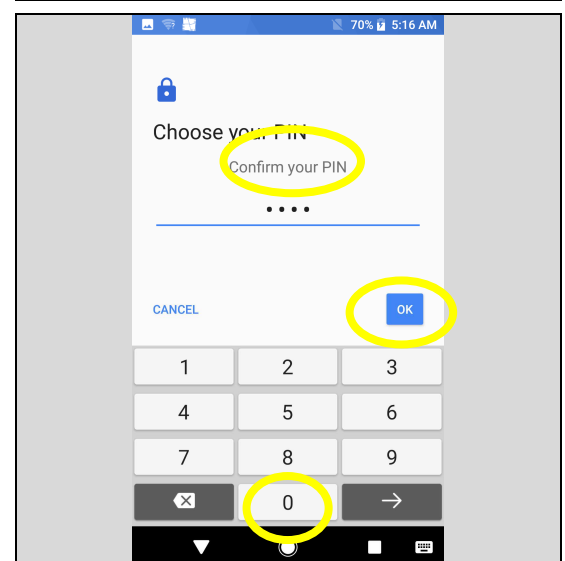 70% 5:16 AM
Choose your PIN
Confirm your PIN
CANCEL
OK
1 2 3
4 5 6
7 8 9
0